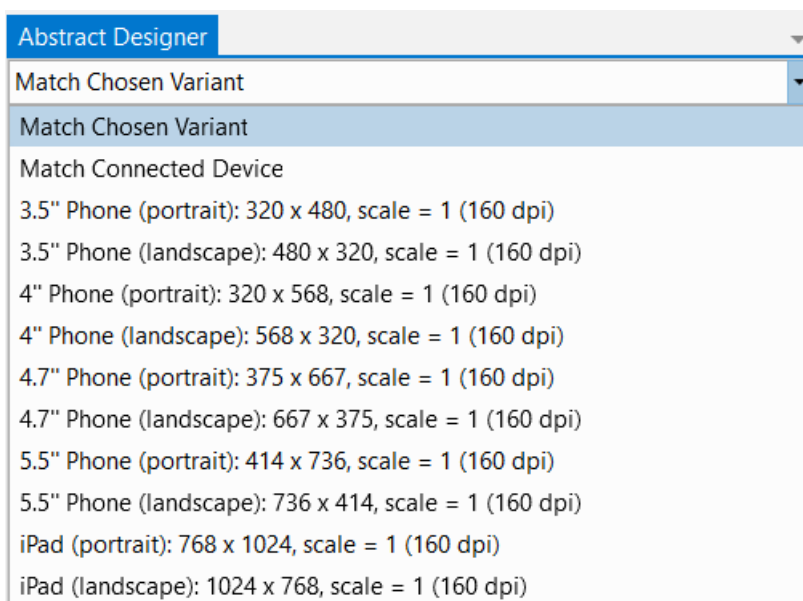 Abstract Designer
Match Chosen Variant
Match Chosen Variant
Match Connected Device
3.5" Phone (portrait): 320 x 480, scale = 1 (160 dpi)
3.5" Phone (landscape): 480 x 320, scale = 1 (160 dpi)
4" Phone (portrait): 320 x 568, scale = 1 (160 dpi)
4" Phone (landscape): 568 x 320, scale = 1 (160 dpi)
4.7" Phone (portrait): 375 x 667, scale = 1 (160 dpi)
4.7" Phone (landscape): 667 x 375, scale = 1 (160 dpi)
5.5" Phone (portrait): 414 x 736, scale = 1 (160 dpi)
5.5" Phone (landscape): 736 x 414, scale = 1 (160 dpi)
iPad (portrait): 768 x 1024, scale = 1 (160 dpi)
iPad (landscape): 1024 x 768, scale = 1 (160 dpi)